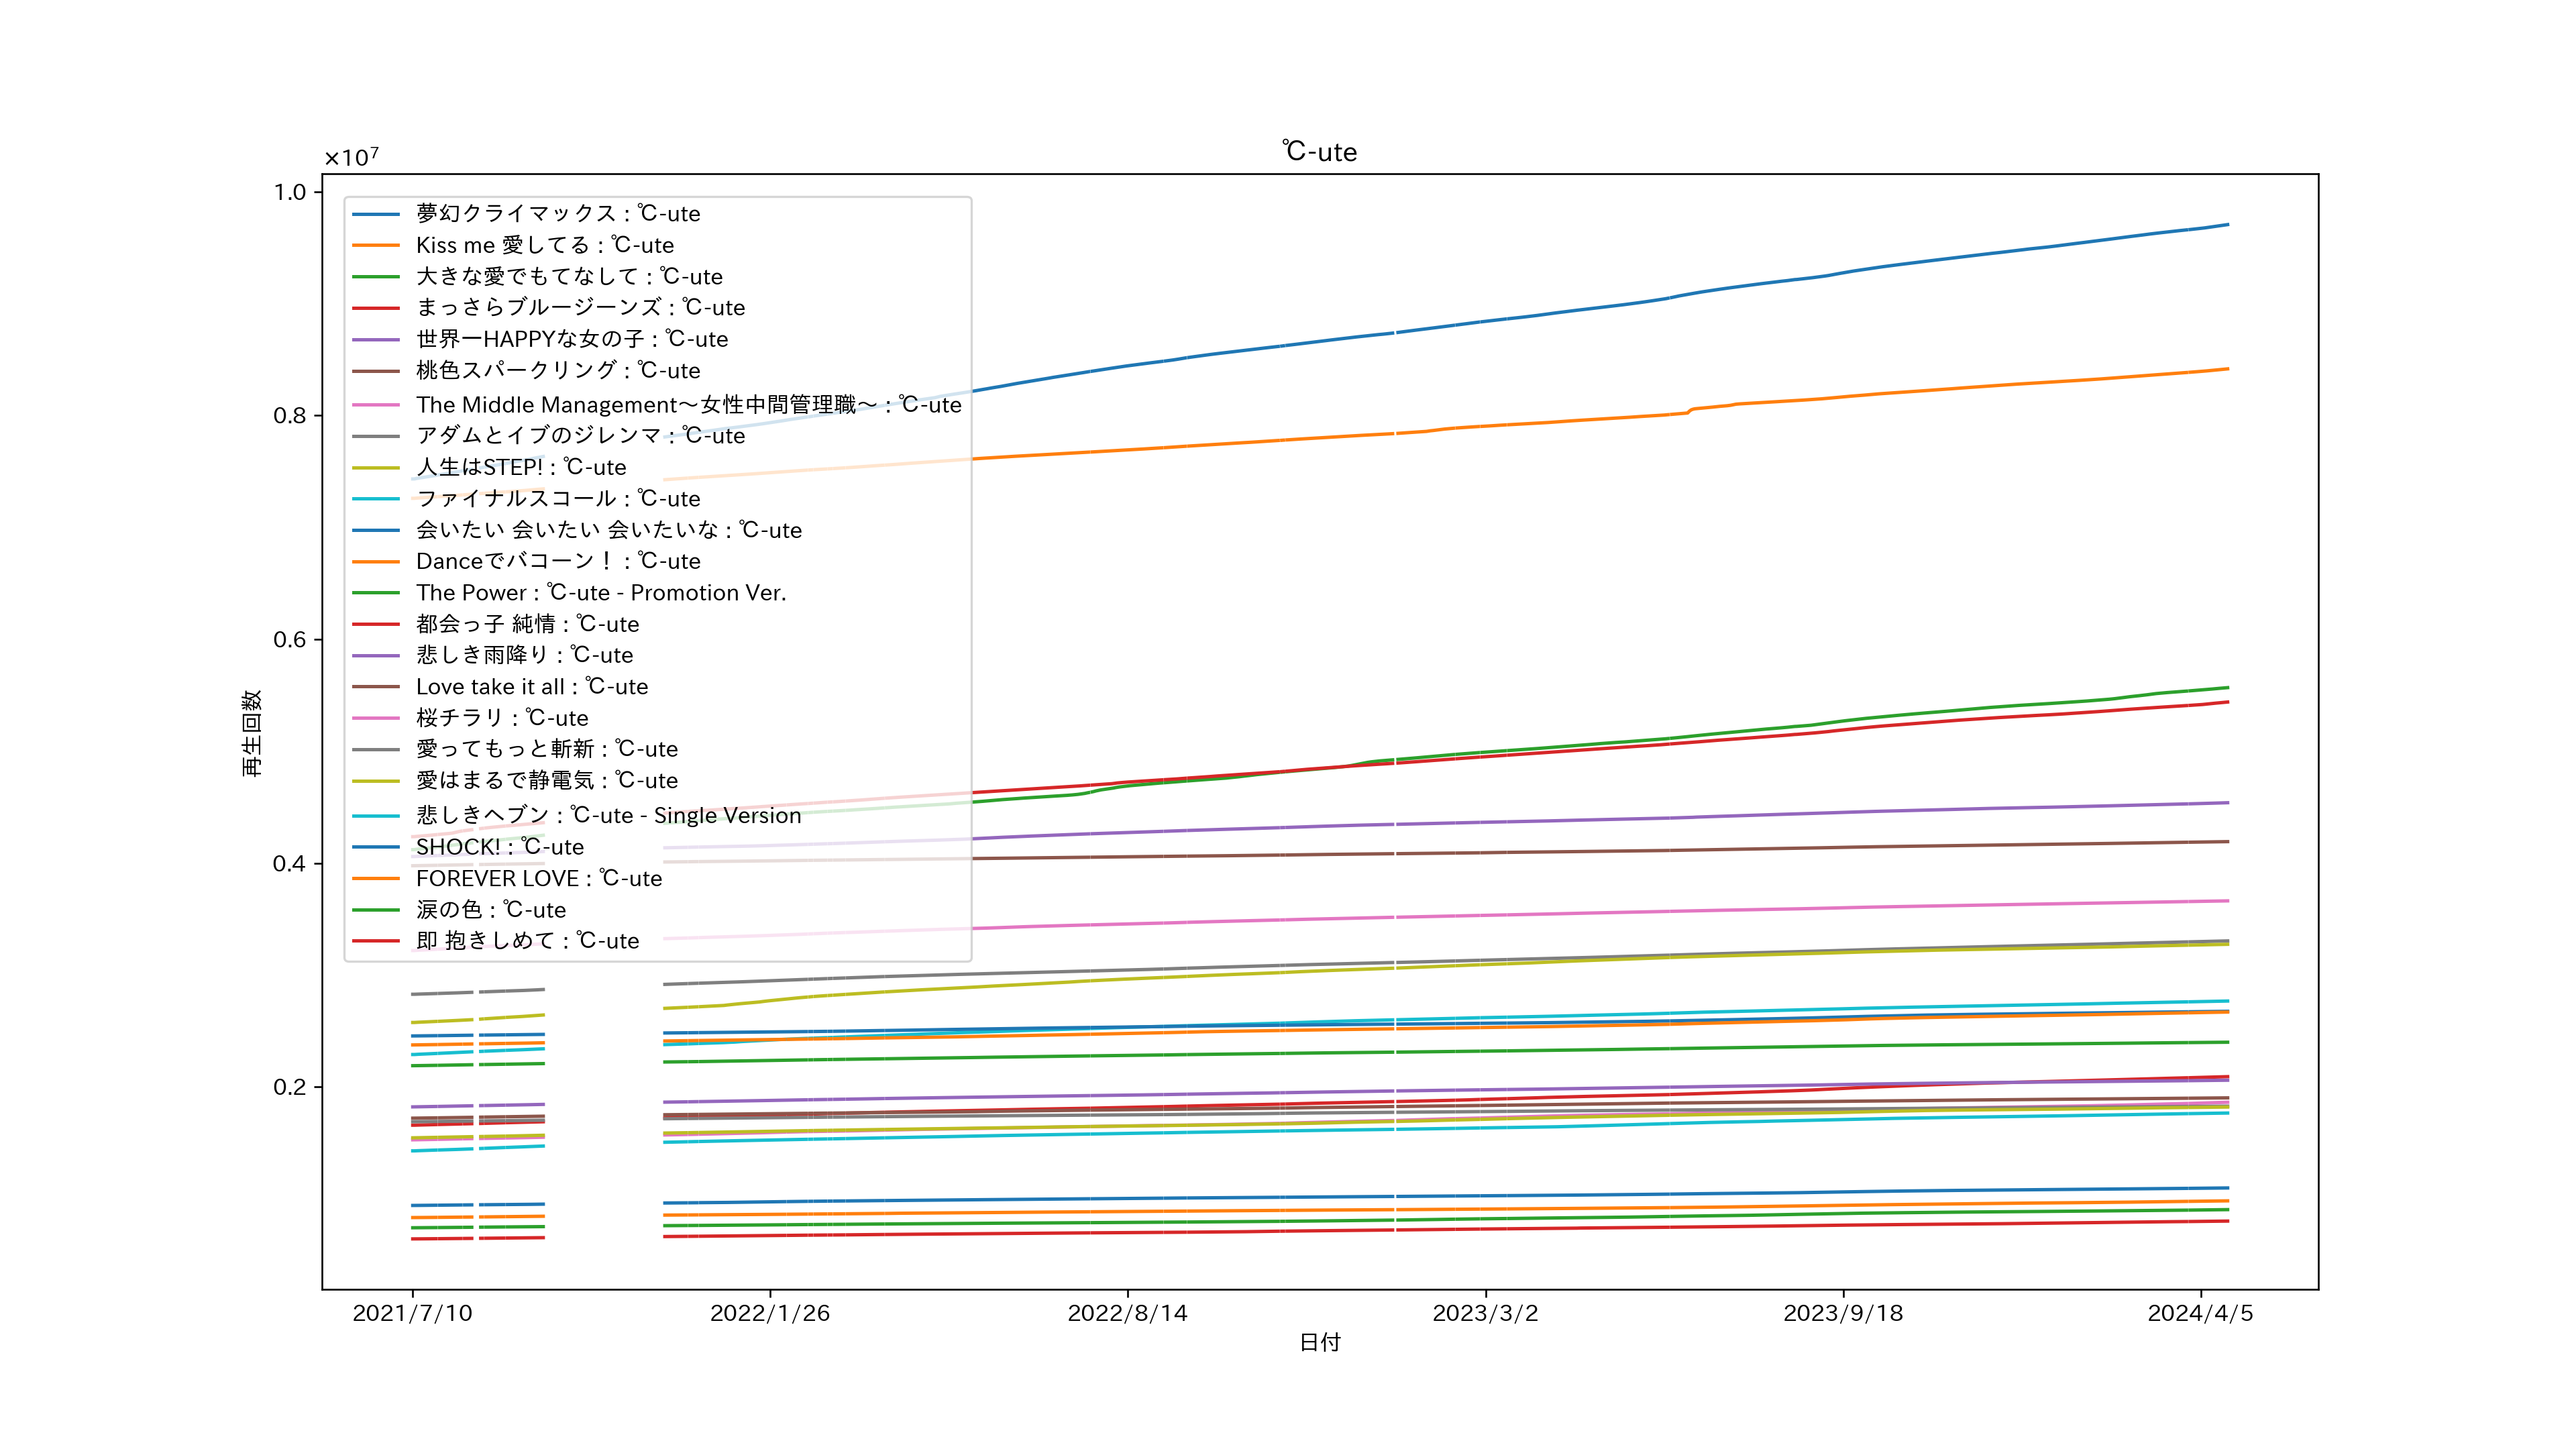 ℃-ute
×10⁷
1.0
0.8
0.6
0.4
0.2
再生回数
夢幻クライマックス : ℃-ute
Kiss me 愛してる : ℃-ute
大きな愛でもてなして : ℃-ute
まっさらブルージーンズ : ℃-ute
世界一HAPPYな女の子 : ℃-ute
桃色スパークリング : ℃-ute
The Middle Management〜女性中間管理職〜 : ℃-ute
アダムとイブのジレンマ : ℃-ute
人生はSTEP! : ℃-ute
ファイナルスコール : ℃-ute
会いたい 会いたい 会いたいな : ℃-ute
Danceでバコーン！ : ℃-ute
The Power : ℃-ute - Promotion Ver.
都会っ子 純情 : ℃-ute
悲しき雨降り : ℃-ute
Love take it all : ℃-ute
桜チラリ : ℃-ute
愛ってもっと斬新 : ℃-ute
愛はまるで静電気 : ℃-ute
悲しきヘブン : ℃-ute - Single Version
SHOCK! : ℃-ute
FOREVER LOVE : ℃-ute
涙の色 : ℃-ute
即 抱きしめて : ℃-ute
2021/7/10 2022/1/26 2022/8/14 2023/3/2 2023/9/18 2024/4/5
日付